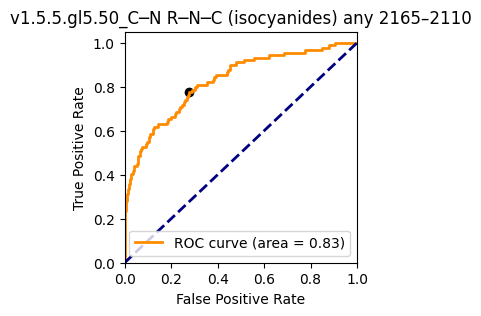 v1.5.5.gl5.50_C─N R─N─C (isocyanides) any 2165–2110
1.0
0.8
0.6
0.4
0.2
0.0
True Positive Rate
ROC curve (area = 0.83)
0.0 0.2 0.4 0.6 0.8 1.0
False Positive Rate